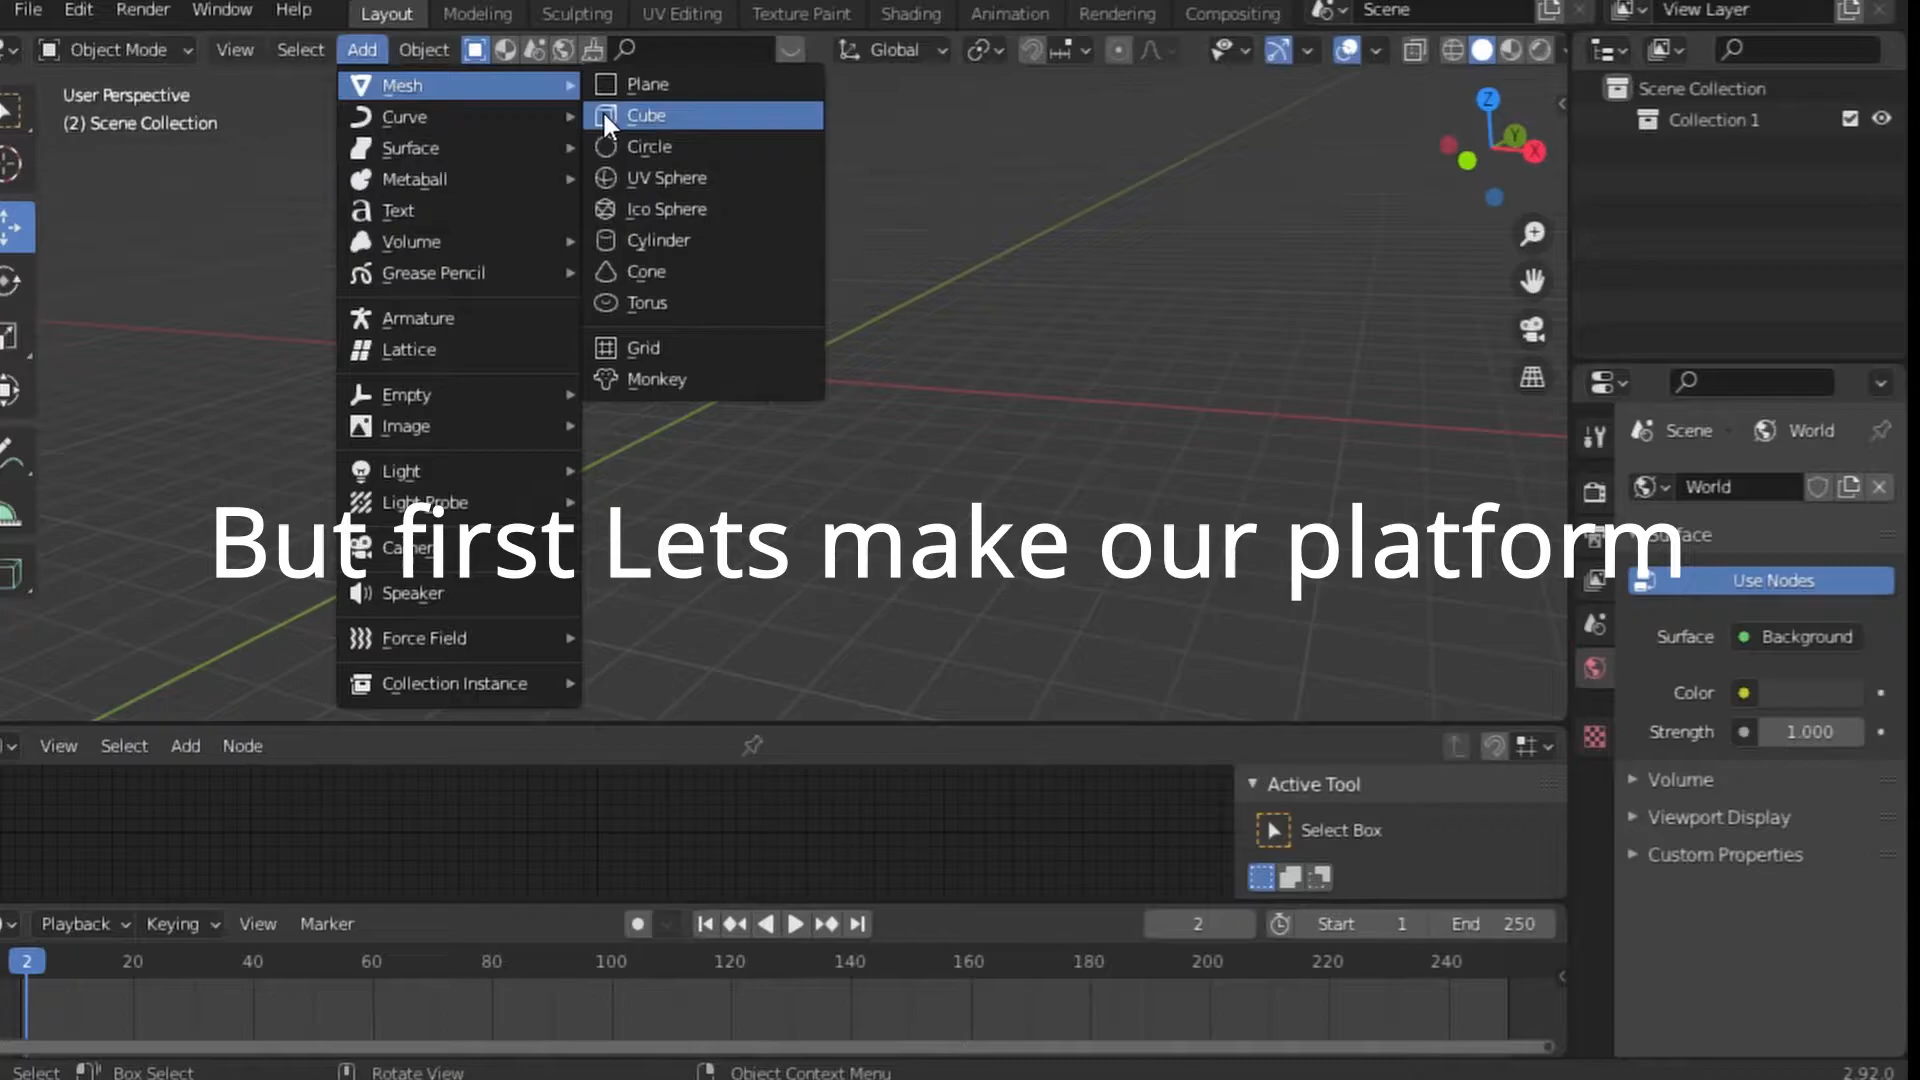 File Edit Render Window Help Layout Modeling Sculpting UV Editing Texture Paint Shading Animation Rendering Compositing Scene View Layer
Object Mode View Select Add Object Global
User Perspective
(2) Scene Collection
Mesh
Curve
Surface
Metaball
Text
Volume
Grease Pencil
Armature
Lattice
Empty
Image
Light
Light Probe
Camera
Speaker
Force Field
Collection Instance
Plane
Cube
Circle
UV Sphere
Ico Sphere
Cylinder
Cone
Torus
Grid
Monkey
Z
Y
X
But first Lets make our platform
Scene Collection
Collection 1
Scene World
World
Surface
Use Nodes
Surface Background
Color
Strength 1.000
Volume
Viewport Display
Custom Properties
View Select Add Node
Active Tool
Select Box
Playback Keying View Marker 2 Start 1 End 250
2 20 40 60 80 100 120 140 160 180 200 220 240
Select Box Select Rotate View Object Context Menu 2.92.0